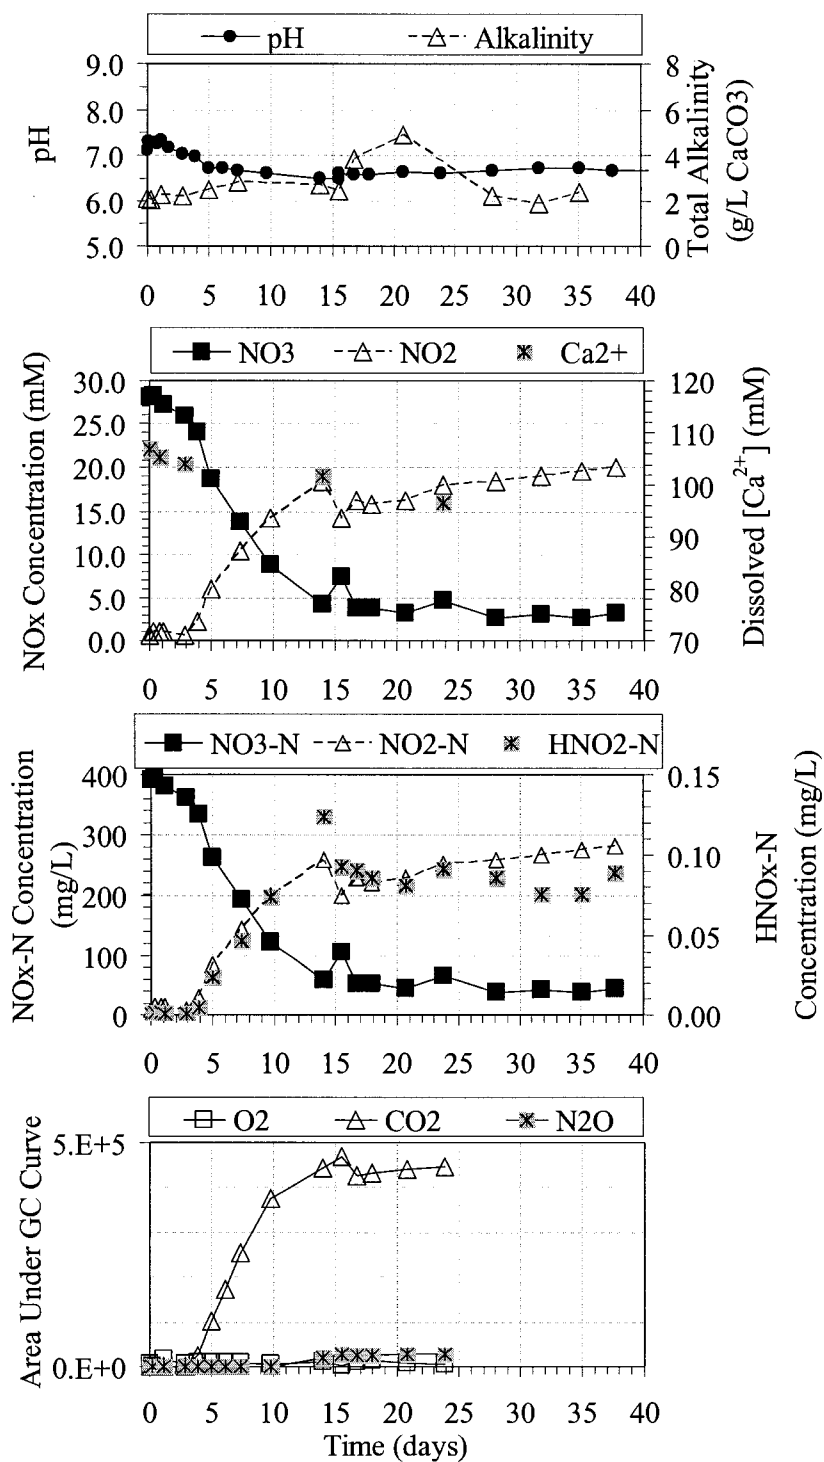 pH Alkalinity
9.0 8
8.0 6
7.0 4
6.0 2
5.0 0
pH
Total Alkalinity
(g/L CaCO3)
0 5 10 15 20 25 30 35 40
NO3 NO2 Ca2+
30.0 120
25.0 110
20.0 100
15.0 90
10.0
5.0 80
0.0 70
NOx Concentration (mM)
Dissolved [Ca2+] (mM)
0 5 10 15 20 25 30 35 40
NO3-N NO2-N HNO2-N
400 0.15
300 0.10
200
100 0.05
0 0.00
NOx-N Concentration
(mg/L)
HNOx-N
Concentration (mg/L)
0 5 10 15 20 25 30 35 40
O2 CO2 N2O
5.E+5
0.E+0
Area Under GC Curve
0 5 10 15 20 25 30 35 40
Time (days)